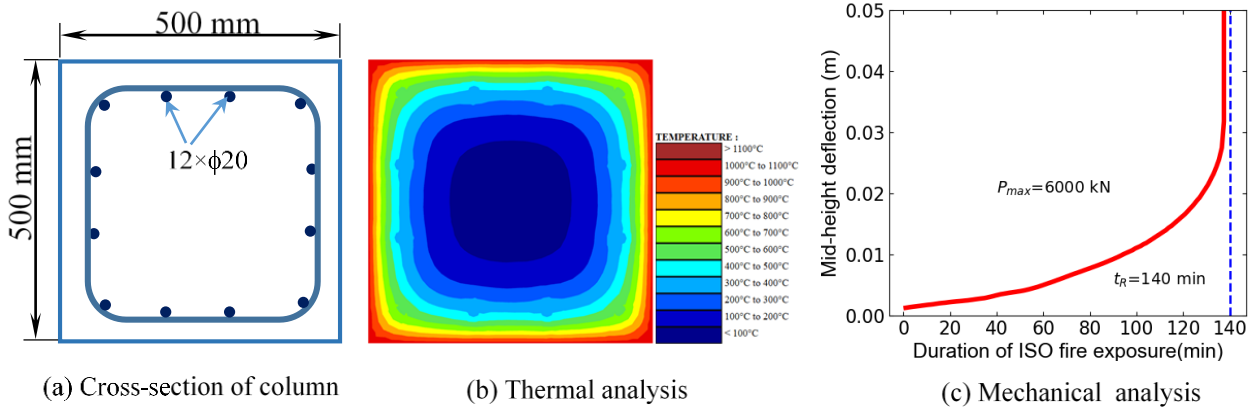 500 mm
500 mm
12×ϕ20
(a) Cross-section of column
TEMPERATURE :
> 1100°C
1000°C to 1100°C
900°C to 1000°C
800°C to 900°C
700°C to 800°C
600°C to 700°C
500°C to 600°C
400°C to 500°C
300°C to 400°C
200°C to 300°C
100°C to 200°C
< 100°C
(b) Thermal analysis
Mid-height deflection (m)
0.05
0.04
0.03
0.02
0.01
0.00
Pmax=6000 kN
tR=140 min
0 20 40 60 80 100 120 140
Duration of ISO fire exposure(min)
(c) Mechanical analysis